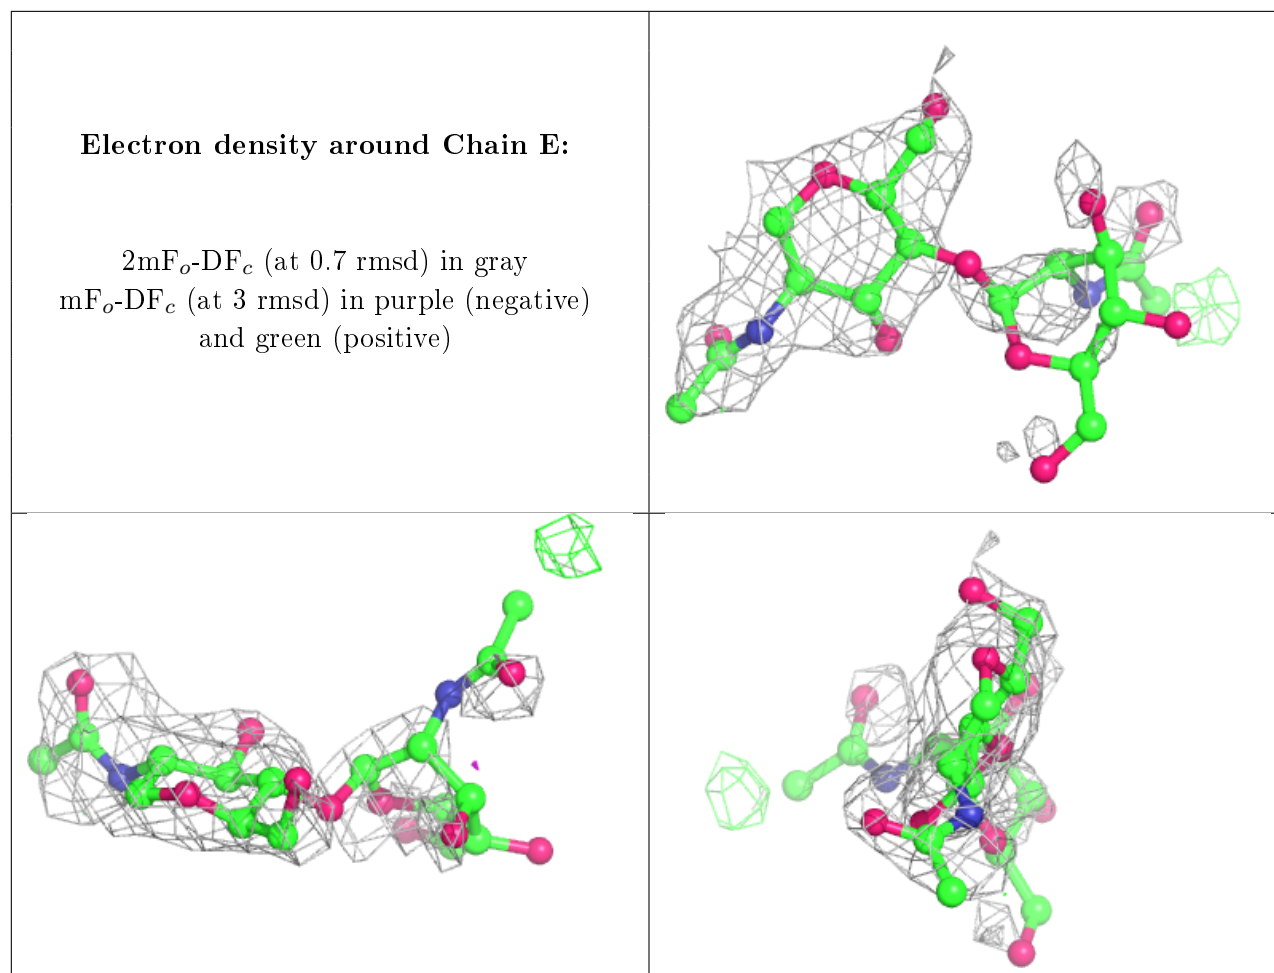 Electron density around Chain E:
2mFo-DFc (at 0.7 rmsd) in gray
mFo-DFc (at 3 rmsd) in purple (negative)
and green (positive)